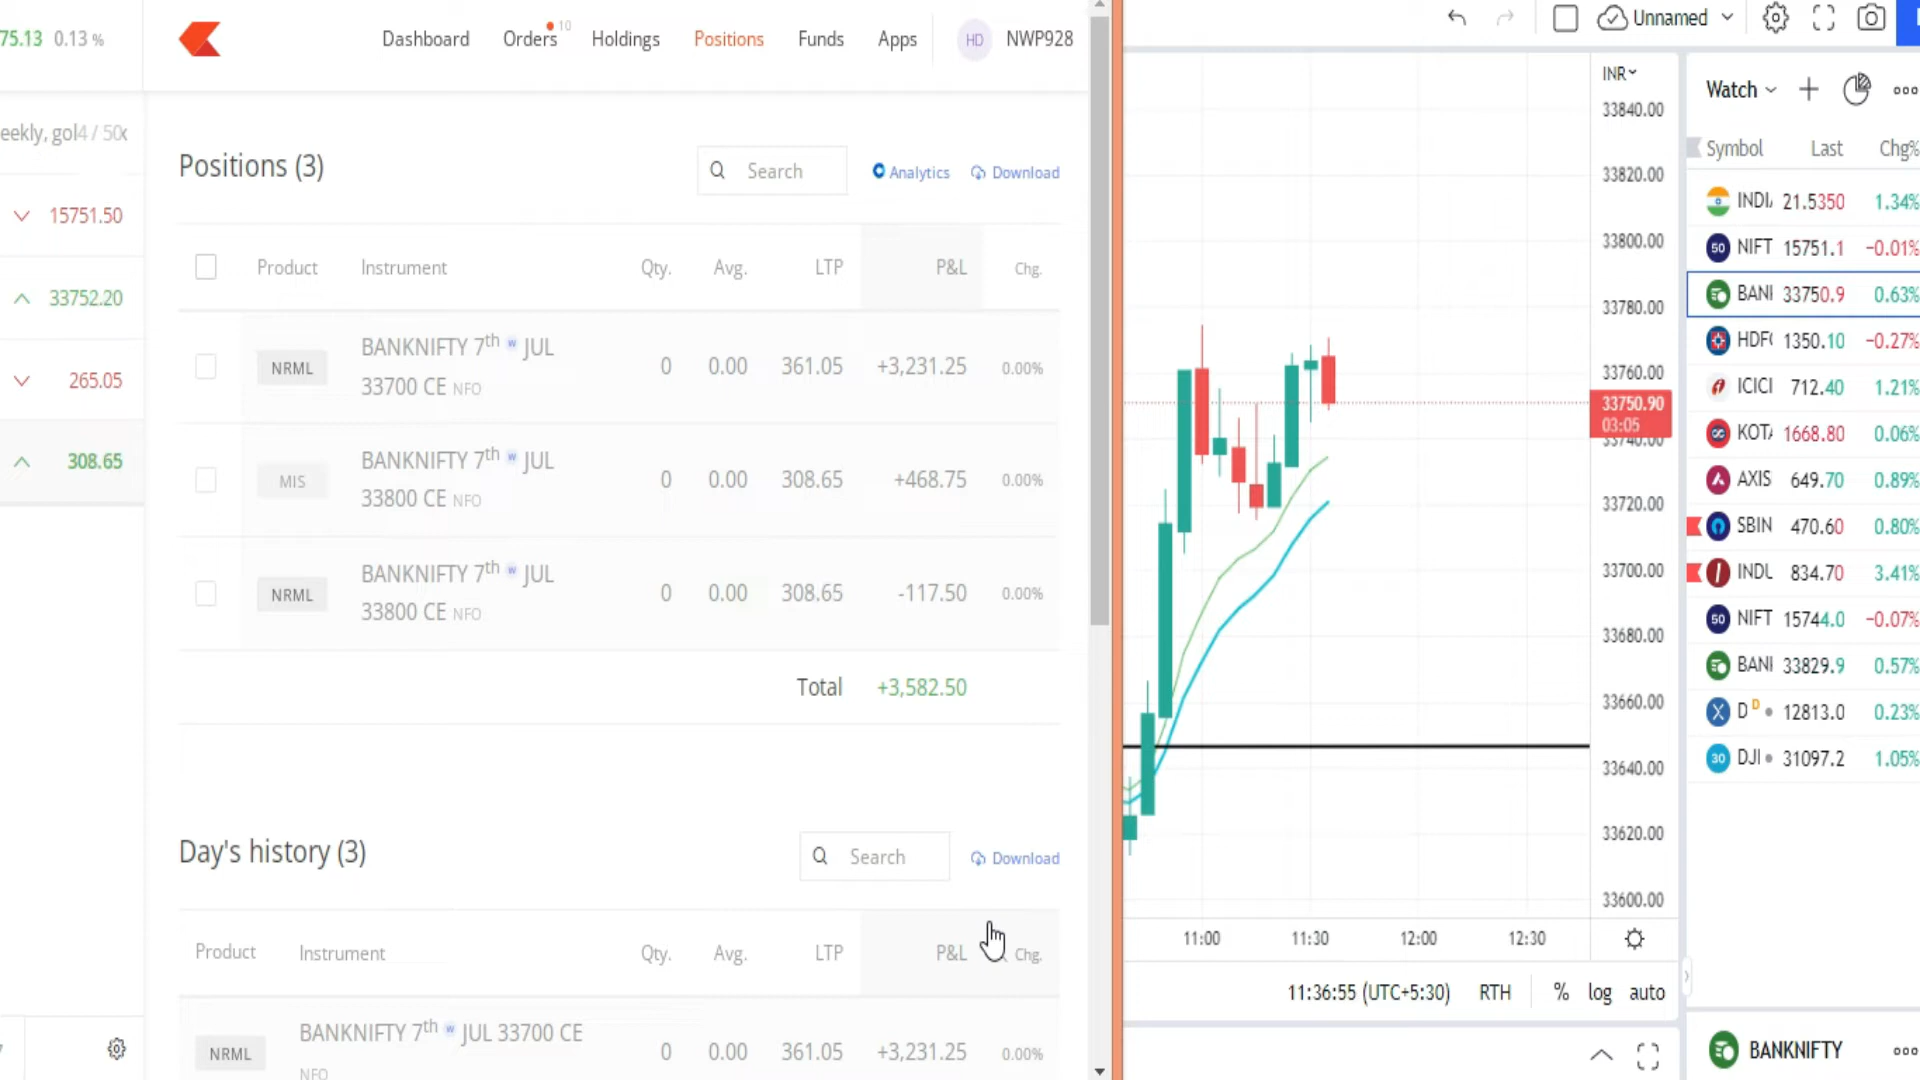 75.13 0.13 %
Dashboard Orders 10 Holdings Positions Funds Apps HD NWP928
eekly, gol4 / 50x
15751.50
33752.20
265.05
308.65
Positions (3)
Search Analytics Download
Product Instrument Qty. Avg. LTP P&L Chg.
NRML BANKNIFTY 7th w JUL 33700 CE NFO 0 0.00 361.05 +3,231.25 0.00%
MIS BANKNIFTY 7th w JUL 33800 CE NFO 0 0.00 308.65 +468.75 0.00%
NRML BANKNIFTY 7th w JUL 33800 CE NFO 0 0.00 308.65 -117.50 0.00%
Total +3,582.50
Day's history (3)
Search Download
Product Instrument Qty. Avg. LTP P&L Chg.
NRML BANKNIFTY 7th w JUL 33700 CE NFO 0 0.00 361.05 +3,231.25 0.00%
Unnamed
INR
33840.00
33820.00
33800.00
33780.00
33760.00
33750.90
03:05
33740.00
33720.00
33700.00
33680.00
33660.00
33640.00
33620.00
33600.00
11:00 11:30 12:00 12:30
11:36:55 (UTC+5:30) RTH % log auto
Watch
Symbol Last Chg%
INDI 21.5350 1.34%
50 NIFT 15751.1 −0.01%
BANI 33750.9 0.63%
HDFC 1350.10 −0.27%
ICICI 712.40 1.21%
KOTA 1668.80 0.06%
AXIS 649.70 0.89%
SBIN 470.60 0.80%
INDU 834.70 3.41%
50 NIFT 15744.0 −0.07%
BANI 33829.9 0.57%
D D 12813.0 0.23%
30 DJI 31097.2 1.05%
BANKNIFTY